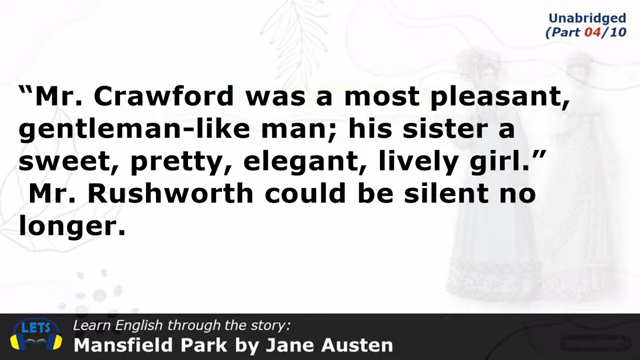 Unabridged
(Part 04/10
“Mr. Crawford was a most pleasant,
gentleman-like man; his sister a
sweet, pretty, elegant, lively girl.”
Mr. Rushworth could be silent no
longer.
LETS
Learn English through the story:
Mansfield Park by Jane Austen